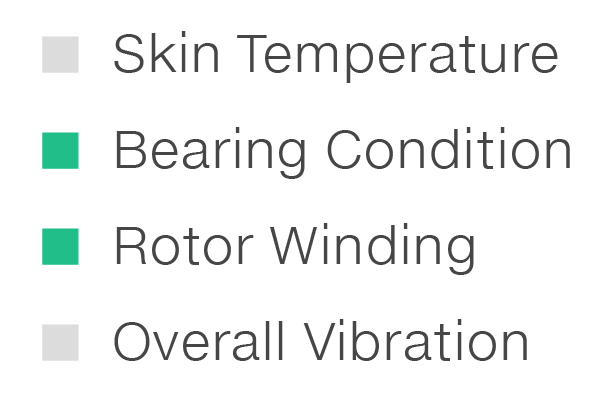 Skin Temperature
Bearing Condition
Rotor Winding
Overall Vibration